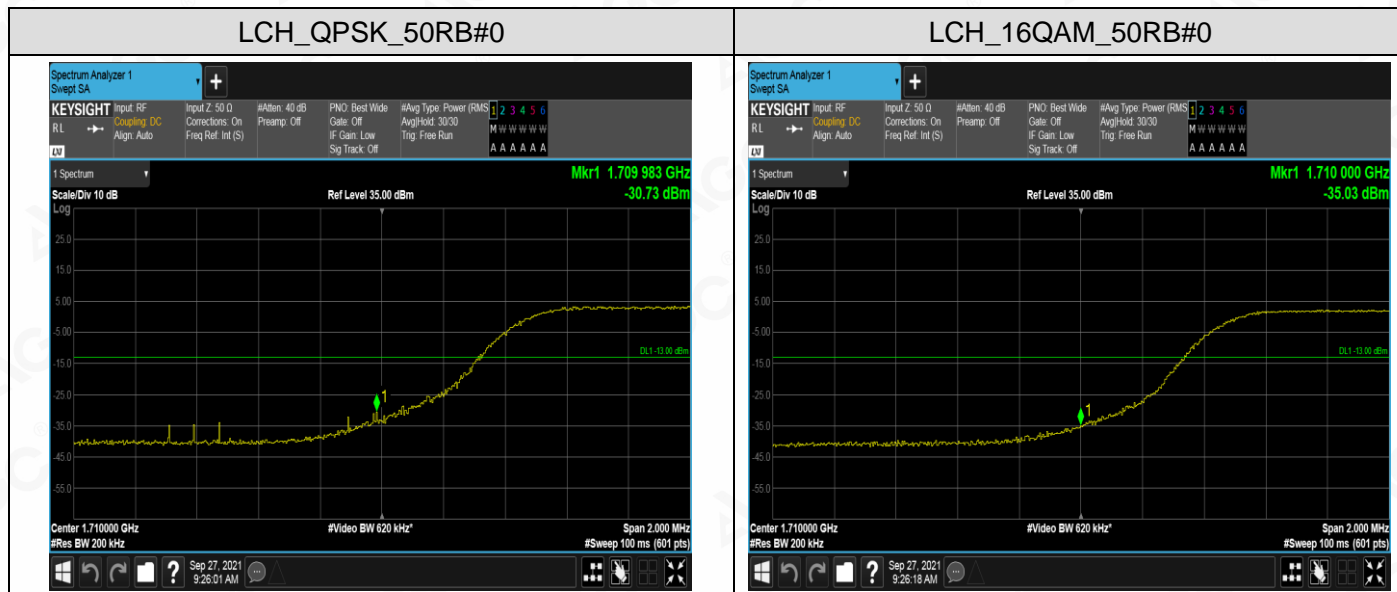 LCH_QPSK_50RB#0
Spectrum Analyzer 1
Swept SA
KEYSIGHT
RL
LXI
Input: RF
Coupling: DC
Align: Auto
Input Z: 50 Ω
Corrections: On
Freq Ref: Int (S)
#Atten: 40 dB
Preamp: Off
PNO: Best Wide
Gate: Off
IF Gain: Low
Sig Track: Off
#Avg Type: Power (RMS
Avg|Hold: 30/30
Trig: Free Run
1 2 3 4 5 6
M W W W W W
A A A A A A
1 Spectrum
Mkr1 1.709 983 GHz
Scale/Div 10 dB
Ref Level 35.00 dBm
-30.73 dBm
Log
25.0
15.0
5.00
-5.00
DL1 -13.00 dBm
-15.0
-25.0
1
-35.0
-45.0
-55.0
Center 1.710000 GHz
#Video BW 620 kHz*
Span 2.000 MHz
#Res BW 200 kHz
#Sweep 100 ms (601 pts)
?
Sep 27, 2021
9:26:01 AM
LCH_16QAM_50RB#0
Spectrum Analyzer 1
Swept SA
KEYSIGHT
RL
LXI
Input: RF
Coupling: DC
Align: Auto
Input Z: 50 Ω
Corrections: On
Freq Ref: Int (S)
#Atten: 40 dB
Preamp: Off
PNO: Best Wide
Gate: Off
IF Gain: Low
Sig Track: Off
#Avg Type: Power (RMS
Avg|Hold: 30/30
Trig: Free Run
1 2 3 4 5 6
M W W W W W
A A A A A A
1 Spectrum
Mkr1 1.710 000 GHz
Scale/Div 10 dB
Ref Level 35.00 dBm
-35.03 dBm
Log
25.0
15.0
5.00
-5.00
DL1 -13.00 dBm
-15.0
-25.0
1
-35.0
-45.0
-55.0
Center 1.710000 GHz
#Video BW 620 kHz*
Span 2.000 MHz
#Res BW 200 kHz
#Sweep 100 ms (601 pts)
?
Sep 27, 2021
9:26:18 AM